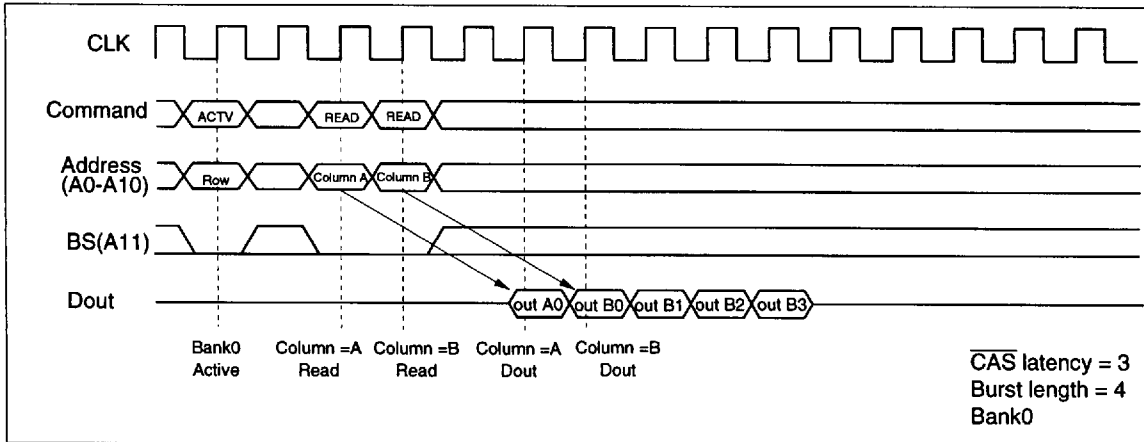 CLK
Command
ACTV
READ
READ
Address
(A0-A10)
Row
Column A
Column B
BS(A11)
Dout
out A0
out B0
out B1
out B2
out B3
Bank0
Active
Column =A
Read
Column =B
Read
Column =A
Dout
Column =B
Dout
CAS latency = 3
Burst length = 4
Bank0